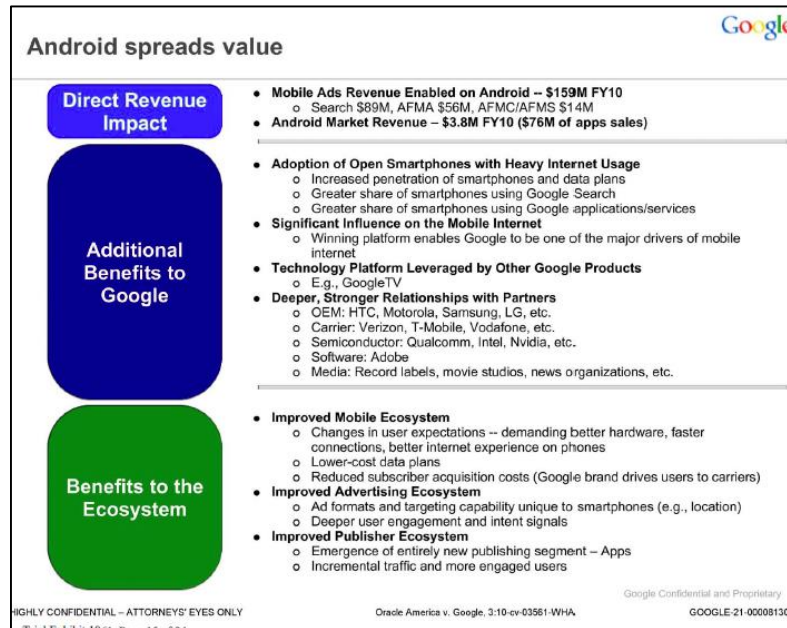 Google
Android spreads value
Direct Revenue
Impact
● Mobile Ads Revenue Enabled on Android -- $159M FY10
o Search $89M, AFMA $56M, AFMC/AFMS $14M
● Android Market Revenue – $3.8M FY10 ($76M of apps sales)
Additional
Benefits to
Google
● Adoption of Open Smartphones with Heavy Internet Usage
o Increased penetration of smartphones and data plans
o Greater share of smartphones using Google Search
o Greater share of smartphones using Google applications/services
● Significant Influence on the Mobile Internet
o Winning platform enables Google to be one of the major drivers of mobile
internet
● Technology Platform Leveraged by Other Google Products
o E.g., GoogleTV
● Deeper, Stronger Relationships with Partners
o OEM: HTC, Motorola, Samsung, LG, etc.
o Carrier: Verizon, T-Mobile, Vodafone, etc.
o Semiconductor: Qualcomm, Intel, Nvidia, etc.
o Software: Adobe
o Media: Record labels, movie studios, news organizations, etc.
Benefits to the
Ecosystem
● Improved Mobile Ecosystem
o Changes in user expectations -- demanding better hardware, faster
connections, better internet experience on phones
o Lower-cost data plans
o Reduced subscriber acquisition costs (Google brand drives users to carriers)
● Improved Advertising Ecosystem
o Ad formats and targeting capability unique to smartphones (e.g., location)
o Deeper user engagement and intent signals
● Improved Publisher Ecosystem
o Emergence of entirely new publishing segment – Apps
o Incremental traffic and more engaged users
Google Confidential and Proprietary
HIGHLY CONFIDENTIAL – ATTORNEYS' EYES ONLY
Oracle America v. Google, 3:10-cv-03561-WHA
GOOGLE-21-00008130
Trial Exhibit